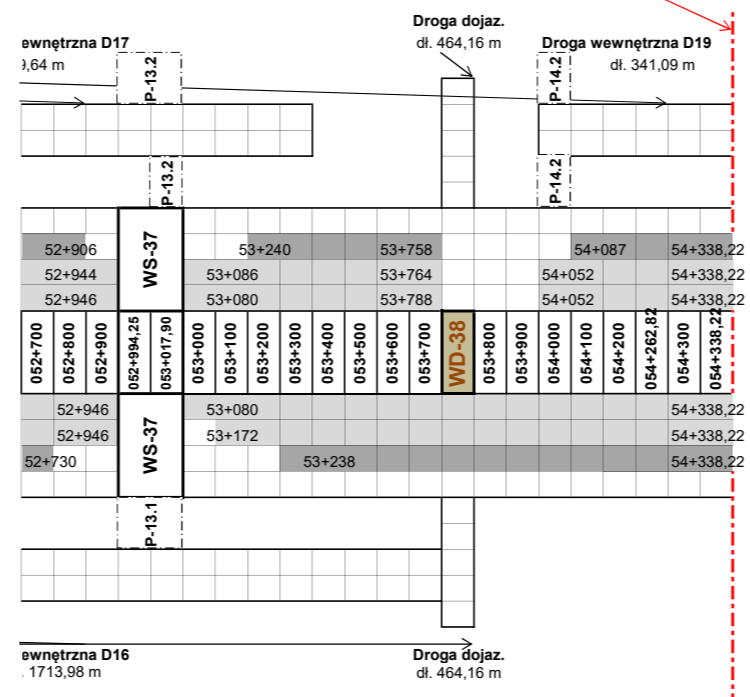 Droga dojaz.
dł. 464,16 m
ewnętrzna D17
9,64 m
Droga wewnętrzna D19
dł. 341,09 m
P-13.2
P-14.2
P-13.2
P-14.2
WS-37
52+906
53+240
53+758
54+087
54+338,22
52+944
53+086
53+764
54+052
54+338,22
52+946
53+080
53+788
54+052
54+338,22
052+700
052+800
052+900
052+994,25
053+017,90
053+000
053+100
053+200
053+300
053+400
053+500
053+600
053+700
WD-38
053+800
053+900
054+000
054+100
054+200
054+262,82
054+300
054+338,22
WS-37
52+946
53+080
54+338,22
52+946
53+172
54+338,22
52+730
53+238
54+338,22
P-13.1
ewnętrzna D16
. 1713,98 m
Droga dojaz.
dł. 464,16 m